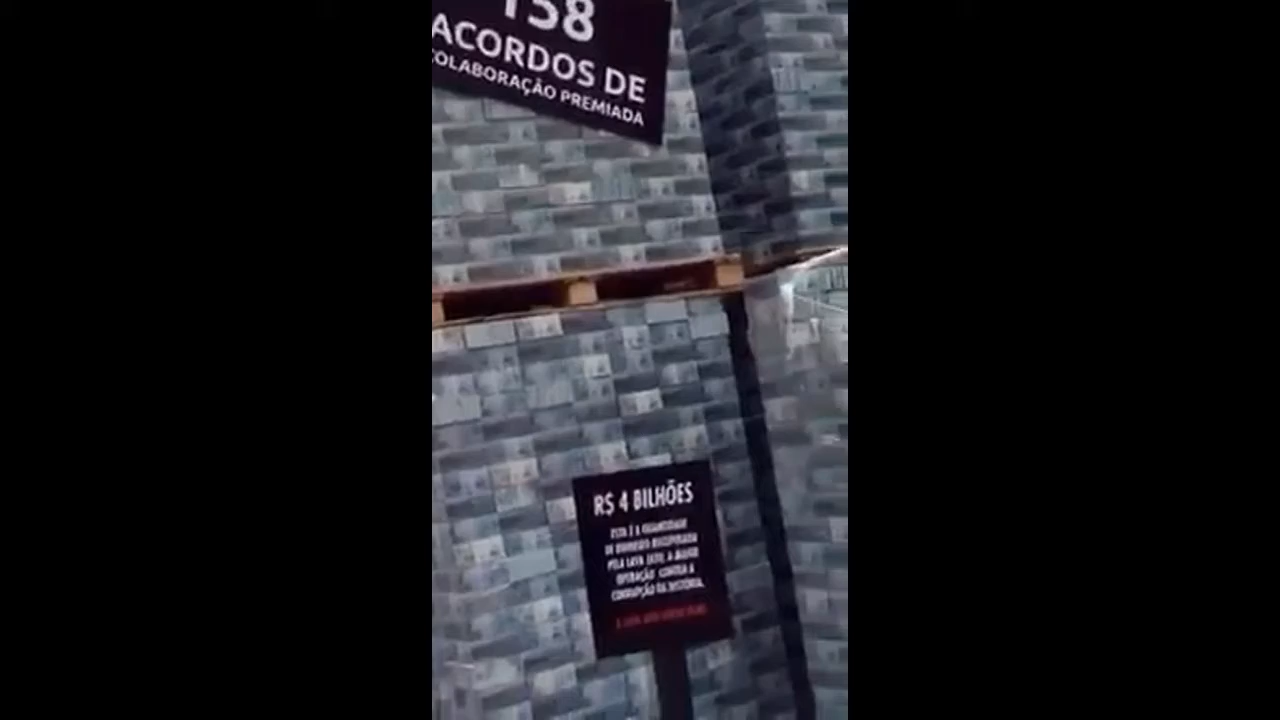 158
ACORDOS DE
COLABORAÇÃO PREMIADA
R$ 4 BILHÕES
ESTA É A QUANTIDADE
DE DINHEIRO RECUPERADA
PELA LAVA JATO, A MAIOR
OPERAÇÃO CONTRA A
CORRUPÇÃO DA HISTÓRIA.